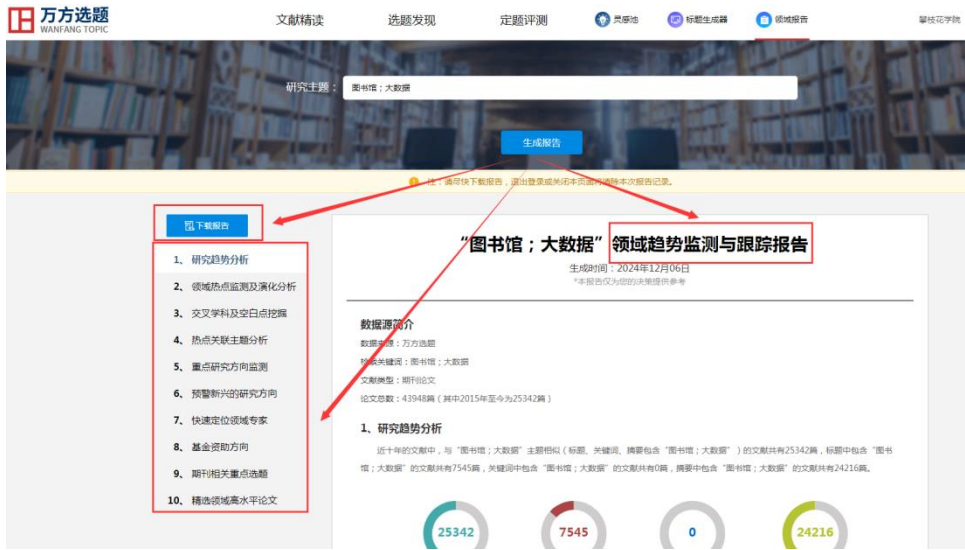 万方选题
WANFANG TOPIC
文献精读
选题发现
定题评测
灵感池
标题生成器
领域报告
攀枝花学院
研究主题：
图书馆；大数据
生成报告
注：请尽快下载报告，退出登录或关闭本页面将清除本次报告记录。
下载报告
1、 研究趋势分析
2、 领域热点监测及演化分析
3、 交叉学科及空白点挖掘
4、 热点关联主题分析
5、 重点研究方向监测
6、 预警新兴的研究方向
7、 快速定位领域专家
8、 基金资助方向
9、 期刊相关重点选题
10、 精选领域高水平论文
“图书馆；大数据”领域趋势监测与跟踪报告
生成时间：2024年12月06日
*本报告仅为您的决策提供参考
数据源简介
数据来源：万方选题
检索关键词：图书馆；大数据
文献类型：期刊论文
论文总数：43948篇（其中2015年至今为25342篇）
1、研究趋势分析
近十年的文献中，与“图书馆；大数据”主题相似（标题、关键词、摘要包含“图书馆；大数据”）的文献共有25342篇，标题中包含“图书
馆；大数据”的文献共有7545篇，关键词中包含“图书馆；大数据”的文献共有0篇，摘要中包含“图书馆；大数据”的文献共有24216篇。
25342
7545
0
24216